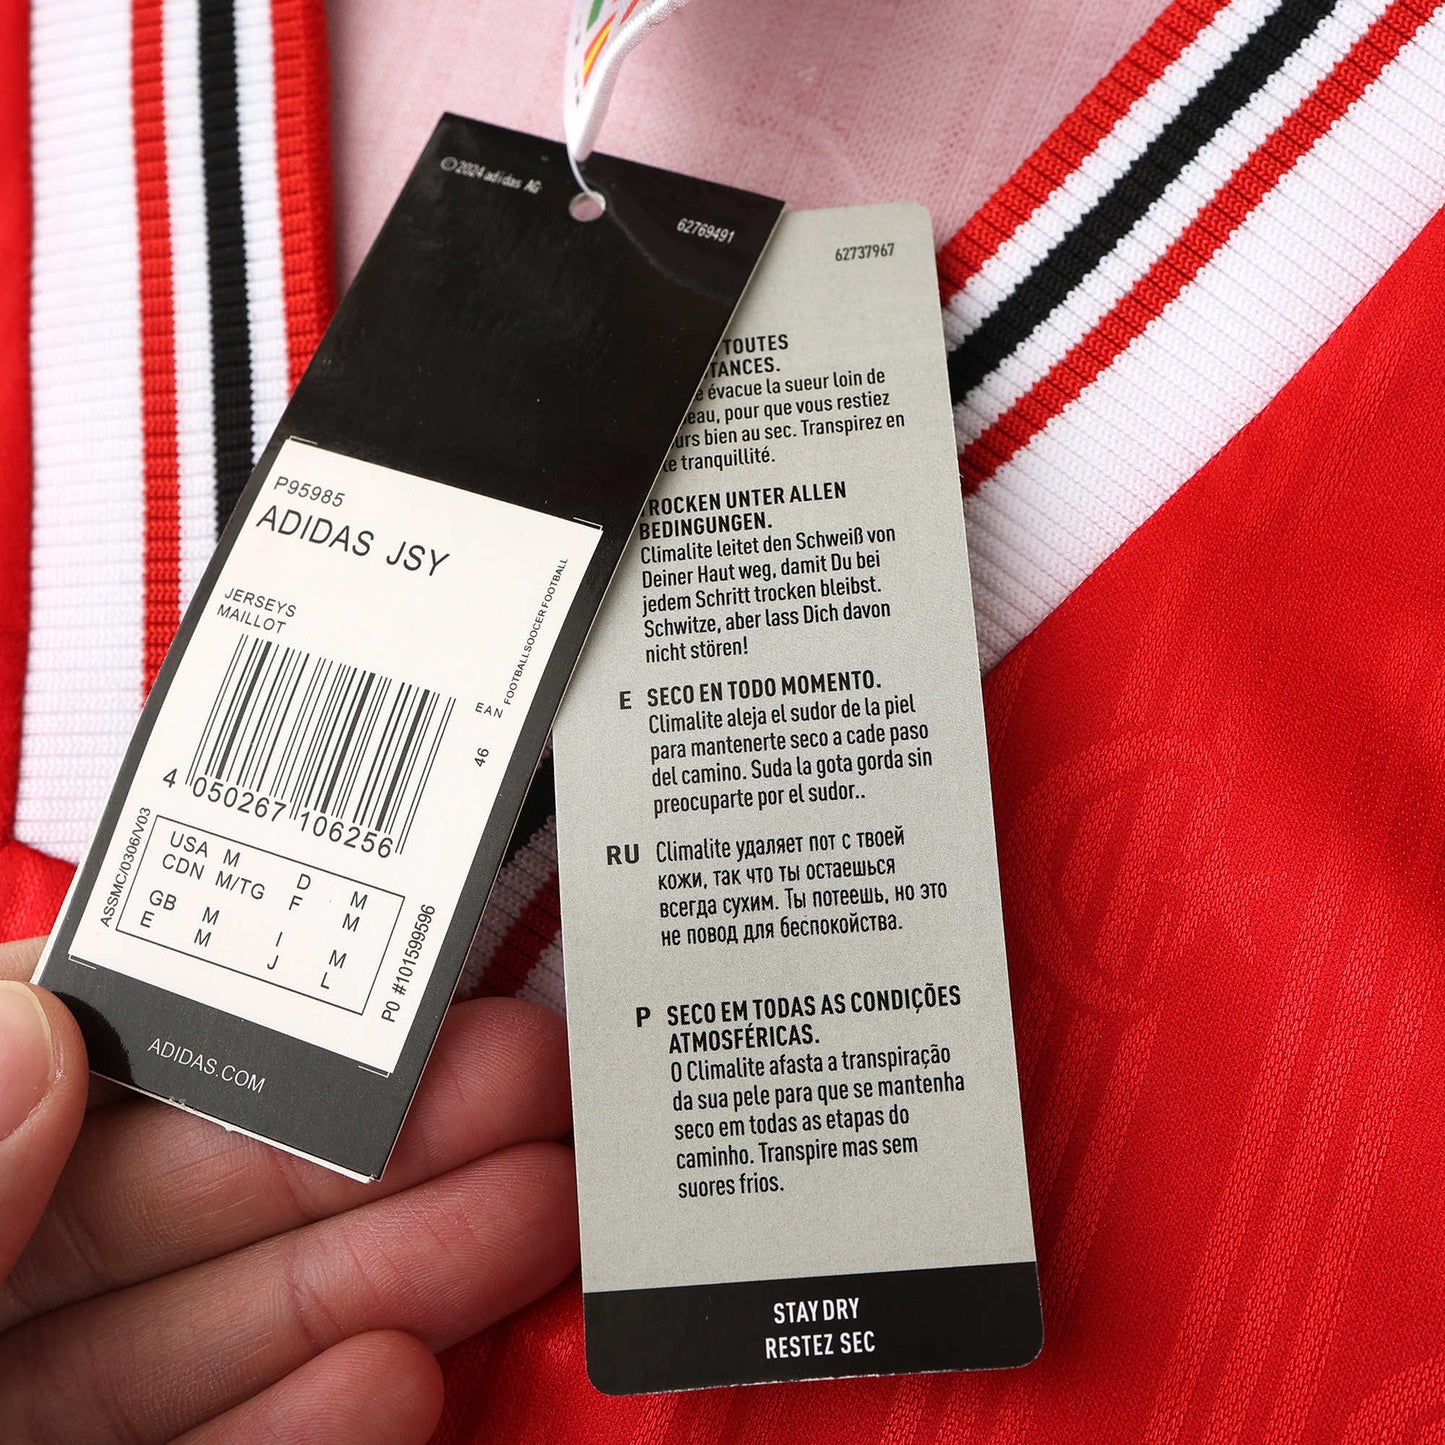 ©2024 adidas AG
62769491
P95985
ADIDAS JSY
JERSEYS
MAILLOT
FOOTBALLSOCCER FOOTBALL
EAN
46
4 050267 106256
ASSMC/0306/V03
USA M D M
CDN M/TG F M
GB M I M
E M J L
P0 #101599596
ADIDAS.COM
62737967
TOUTES
TANCES.
évacue la sueur loin de
eau, pour que vous restiez
urs bien au sec. Transpirez en
te tranquillité.
TROCKEN UNTER ALLEN
BEDINGUNGEN.
Climalite leitet den Schweiß von
Deiner Haut weg, damit Du bei
jedem Schritt trocken bleibst.
Schwitze, aber lass Dich davon
nicht stören!
E SECO EN TODO MOMENTO.
Climalite aleja el sudor de la piel
para mantenerte seco a cade paso
del camino. Suda la gota gorda sin
preocuparte por el sudor..
RU Climalite удаляет пот с твоей
кожи, так что ты остаешься
всегда сухим. Ты потеешь, но это
не повод для беспокойства.
P SECO EM TODAS AS CONDIÇÕES
ATMOSFÉRICAS.
O Climalite afasta a transpiração
da sua pele para que se mantenha
seco em todas as etapas do
caminho. Transpire mas sem
suores frios.
STAY DRY
RESTEZ SEC